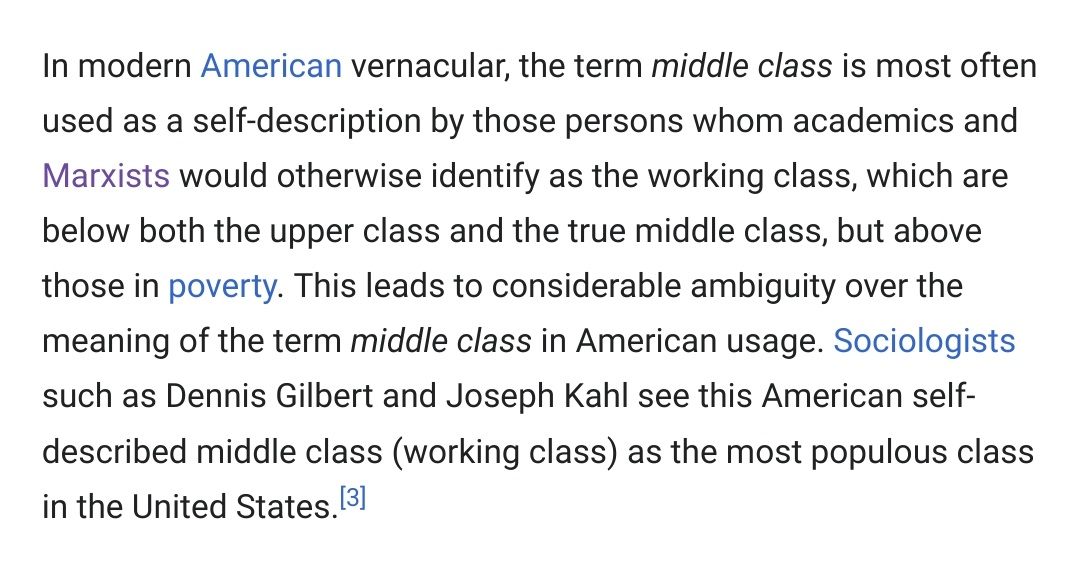 In modern American vernacular, the term middle class is most often
used as a self-description by those persons whom academics and
Marxists would otherwise identify as the working class, which are
below both the upper class and the true middle class, but above
those in poverty. This leads to considerable ambiguity over the
meaning of the term middle class in American usage. Sociologists
such as Dennis Gilbert and Joseph Kahl see this American self-
described middle class (working class) as the most populous class
in the United States.[3]